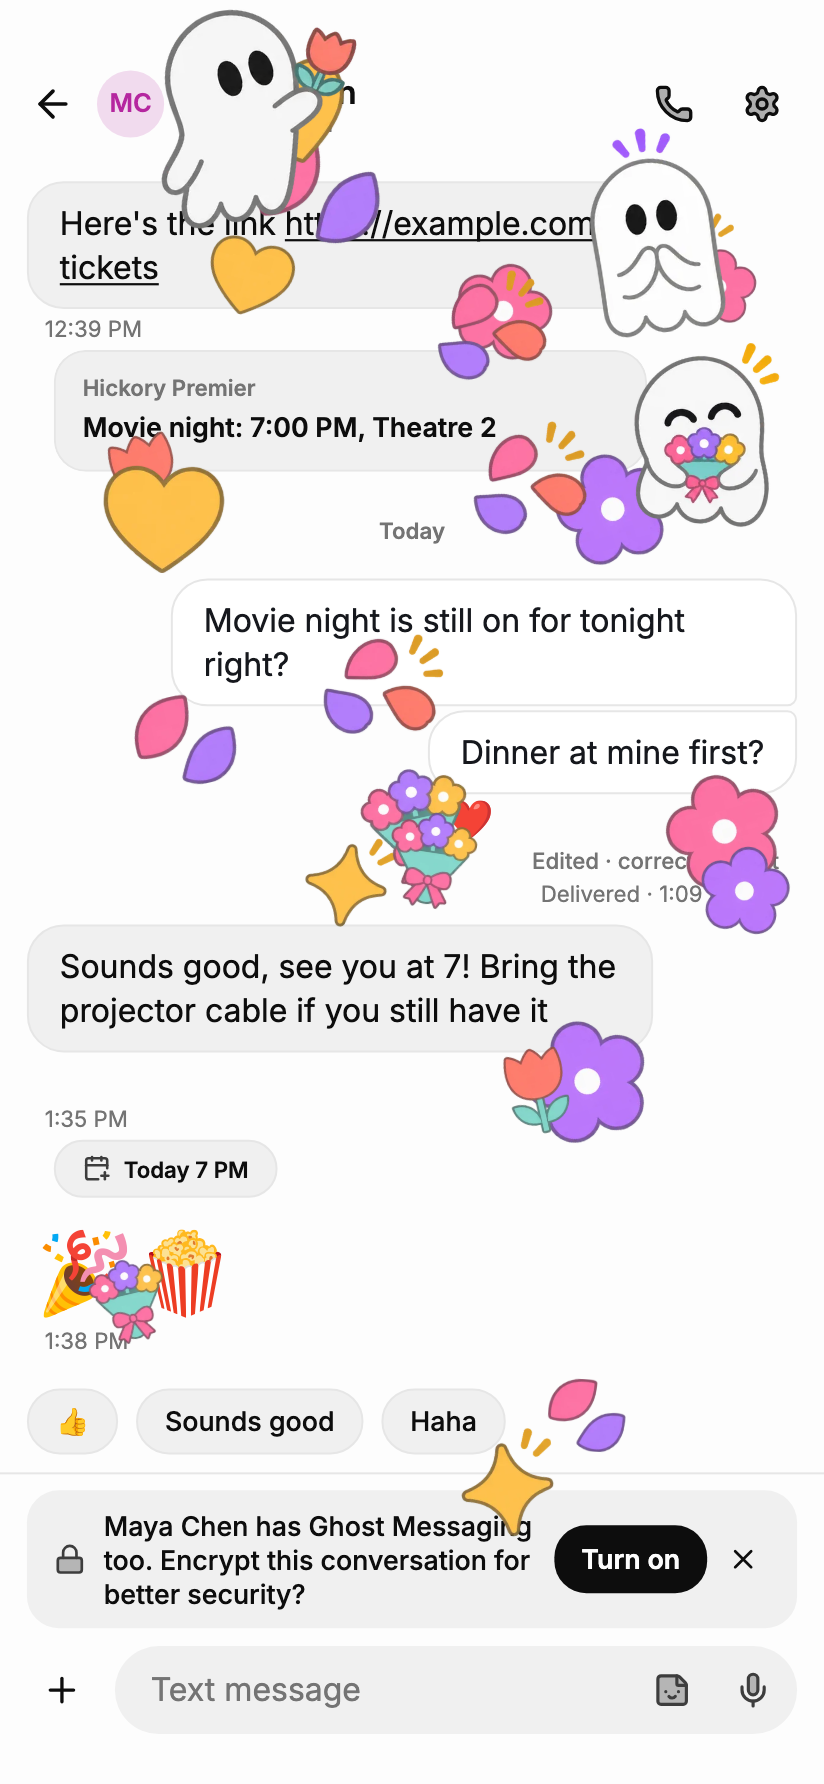 MC
Here's the link
tickets
12:39 PM
Hickory Premier
Movie night: 7:00 PM, Theatre 2
Today
Movie night is still on for tonight
right?
Dinner at mine first?
Edited
Delivered · 1:09
Sounds good, see you at 7! Bring the
projector cable if you still have it
1:35 PM
Today 7 PM
1:38 PM
Sounds good
Haha
Maya Chen has Ghost Messaging
too. Encrypt this conversation for
better security?
Turn on
Text message